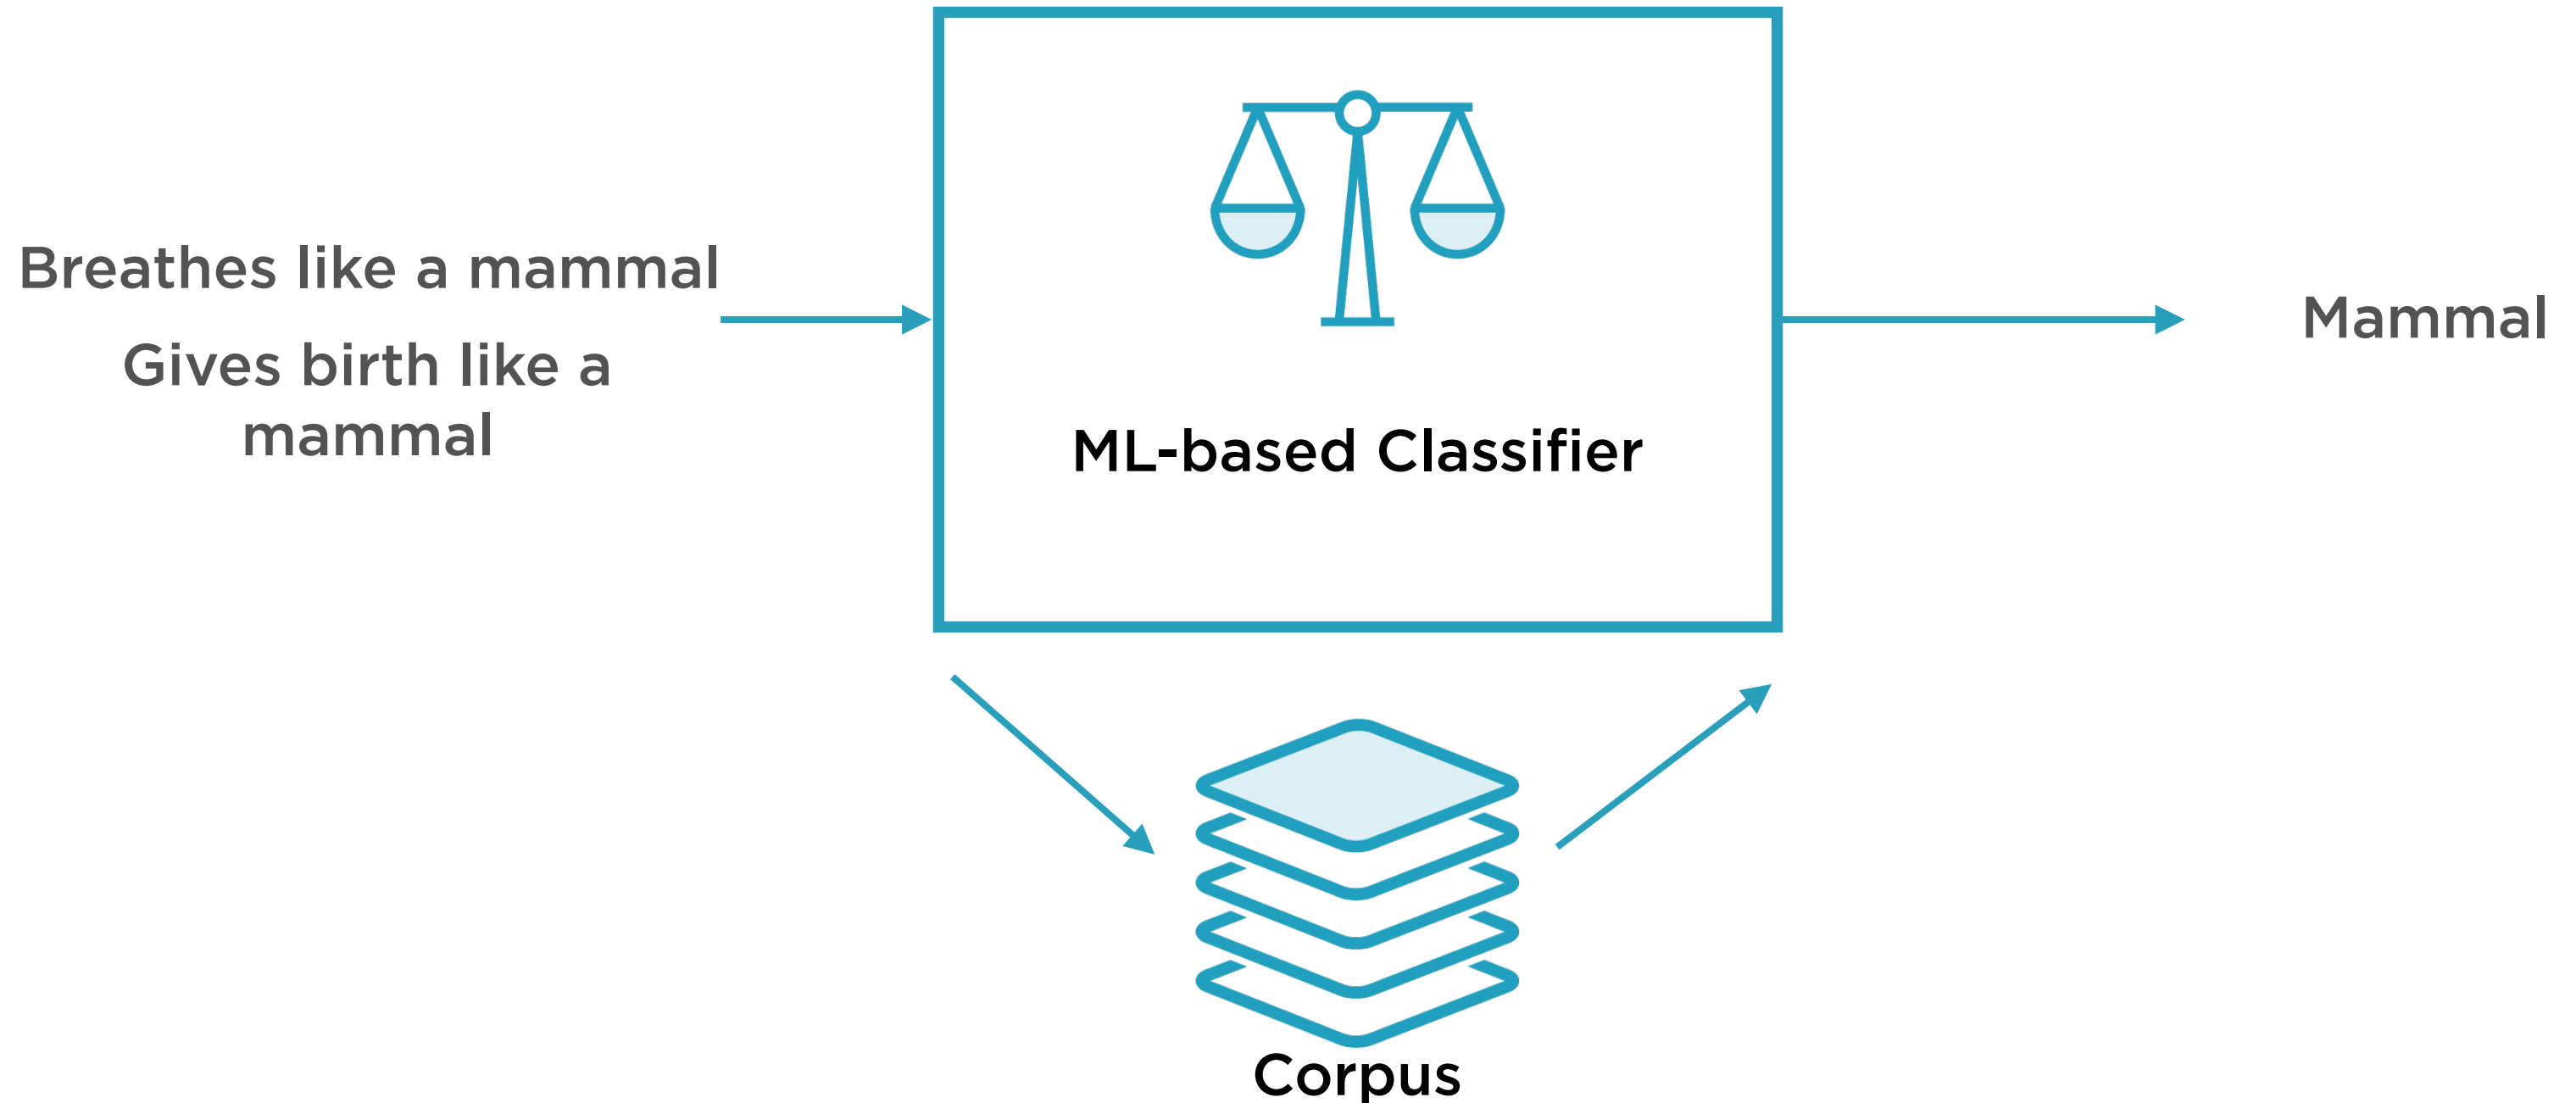 Breathes like a mammal
Gives birth like a
mammal
ML-based Classifier
Mammal
Corpus